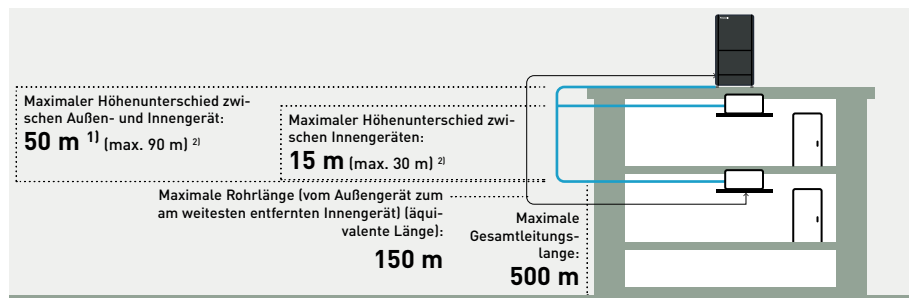 Maximaler Höhenunterschied zwi-
schen Außen- und Innengerät:
50 m 1) (max. 90 m) 2)
Maximaler Höhenunterschied zwi-
schen Innengeräten:
15 m (max. 30 m) 2)
Maximale Rohrlänge (vom Außengerät zum
am weitesten entfernten Innengerät) (äqui-
valente Länge):
150 m
Maximale
Gesamtleitungs-
lange:
500 m